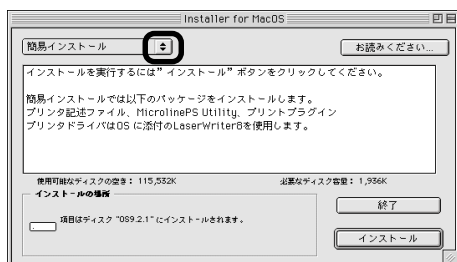 Installer for MacOS
簡易インストール
お読みください...
インストールを実行するには"インストール"ボタンをクリックしてください。
簡易インストールでは以下のパッケージをインストールします。
プリンタ記述ファイル、MicrolinePS Utility、プリントプラグイン
プリンタドライバはOS に添付のLaserWriter8を使用します。
使用可能なディスクの空き： 115,532K
必要なディスク容量： 1,936K
インストールの場所
項目はディスク "OS9.2.1" にインストールされます。
終了
インストール